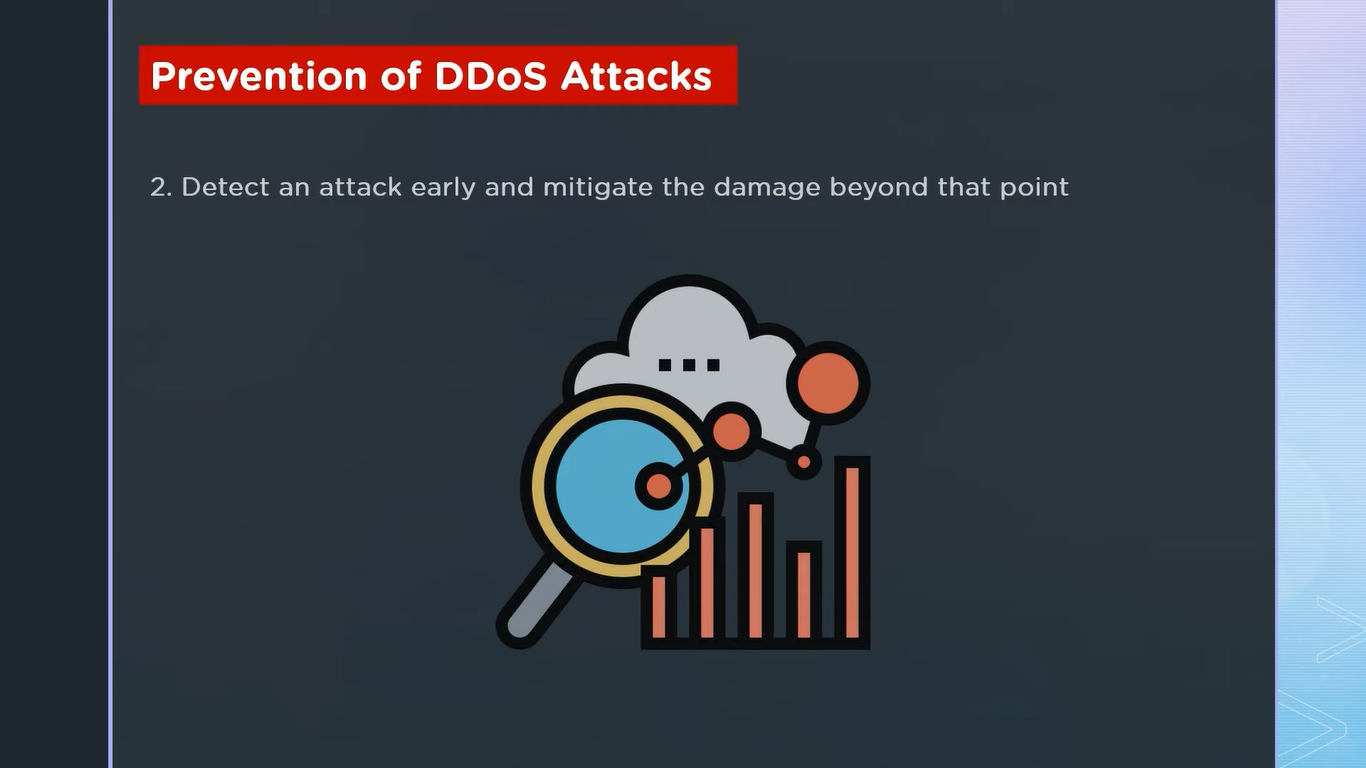 Prevention of DDoS Attacks
2. Detect an attack early and mitigate the damage beyond that point